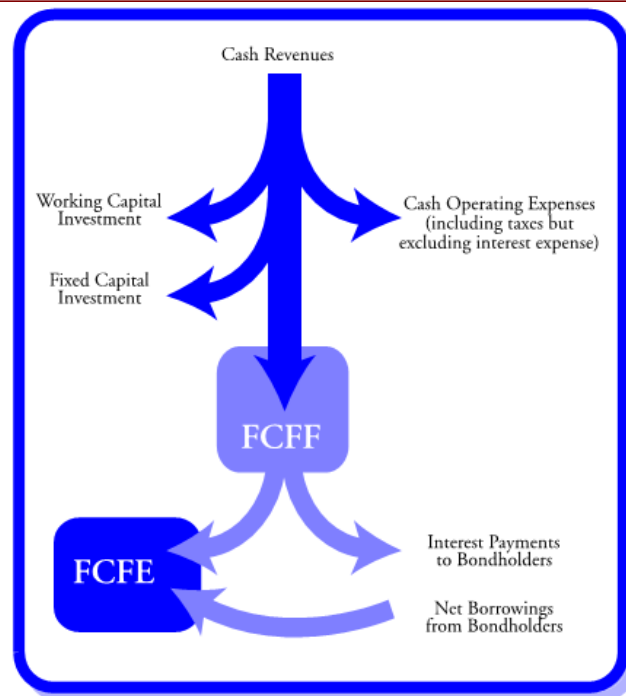 Cash Revenues
Working Capital
Investment
Cash Operating Expenses
(including taxes but
excluding interest expense)
Fixed Capital
Investment
FCFF
FCFE
Interest Payments
to Bondholders
Net Borrowings
from Bondholders